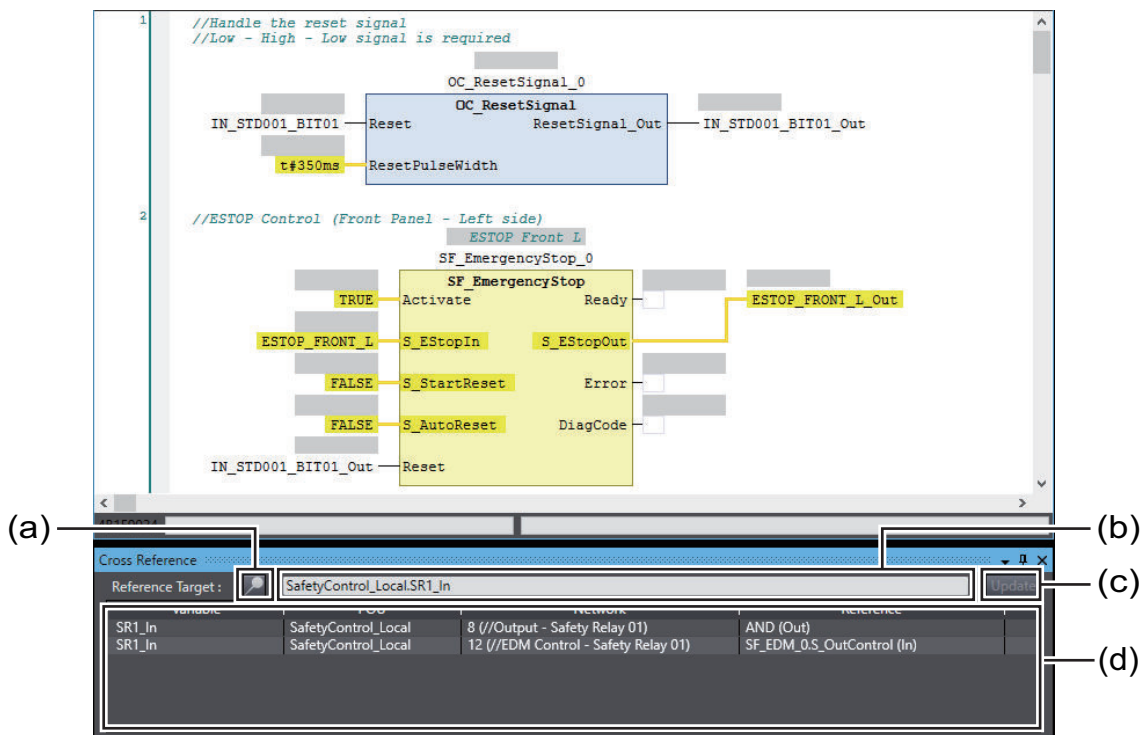 1
//Handle the reset signal
//Low - High - Low signal is required
OC_ResetSignal_0
OC_ResetSignal
IN_STD001_BIT01 Reset ResetSignal_Out IN_STD001_BIT01_Out
t#350ms ResetPulseWidth
2
//ESTOP Control (Front Panel - Left side)
ESTOP Front L
SF_EmergencyStop_0
SF_EmergencyStop
TRUE Activate Ready ESTOP_FRONT_L_Out
ESTOP_FRONT_L S_EStopIn S_EStopOut
FALSE S_StartReset Error
FALSE S_AutoReset DiagCode
IN_STD001_BIT01_Out Reset
(a) (b)
Cross Reference
Reference Target : SafetyControl_Local.SR1_In Update (c)
Variable POU Network Reference
SR1_In SafetyControl_Local 8 (//Output - Safety Relay 01) AND (Out)
SR1_In SafetyControl_Local 12 (//EDM Control - Safety Relay 01) SF_EDM_0.S_OutControl (In)
(d)